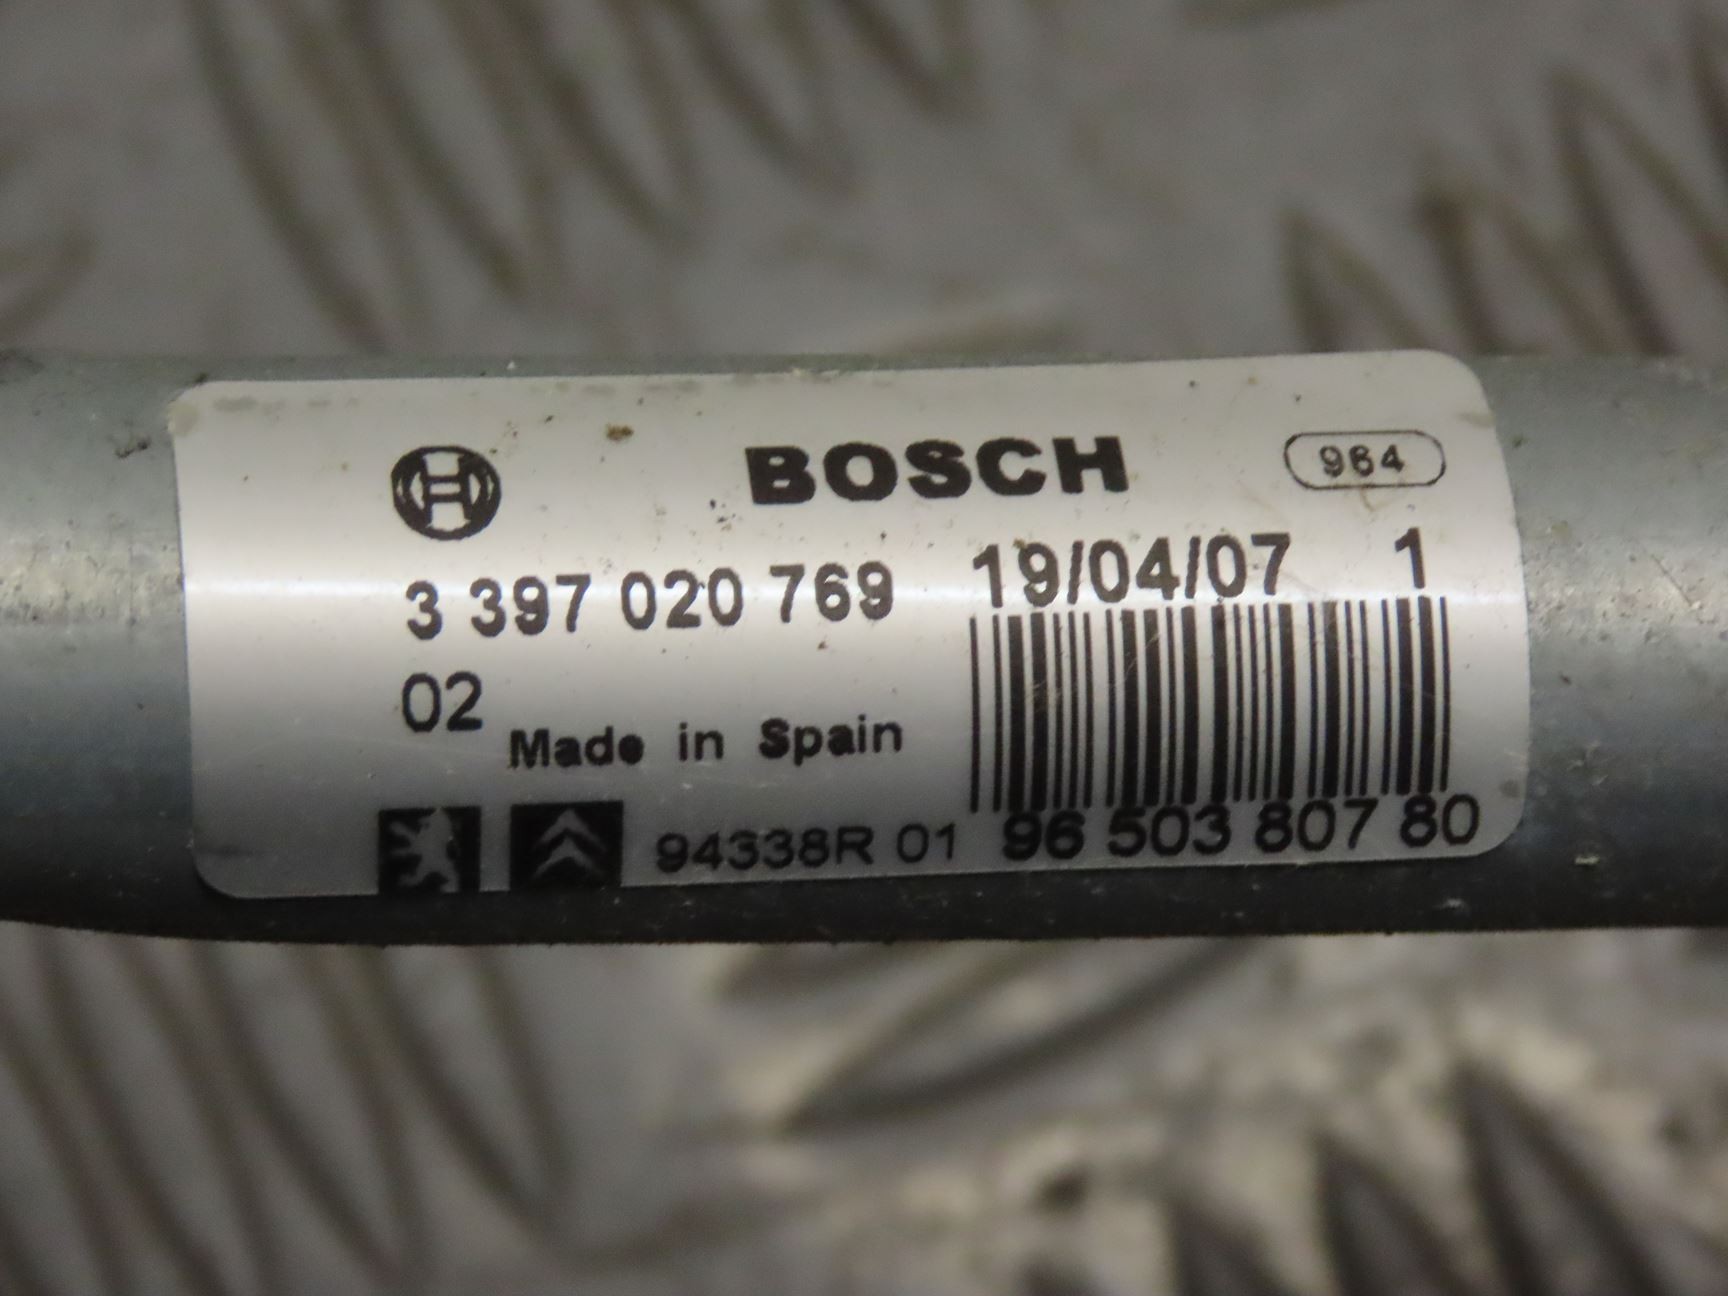 BOSCH 964
3 397 020 769 19/04/07 1
02 Made in Spain
94338R 01 96 503 807 80